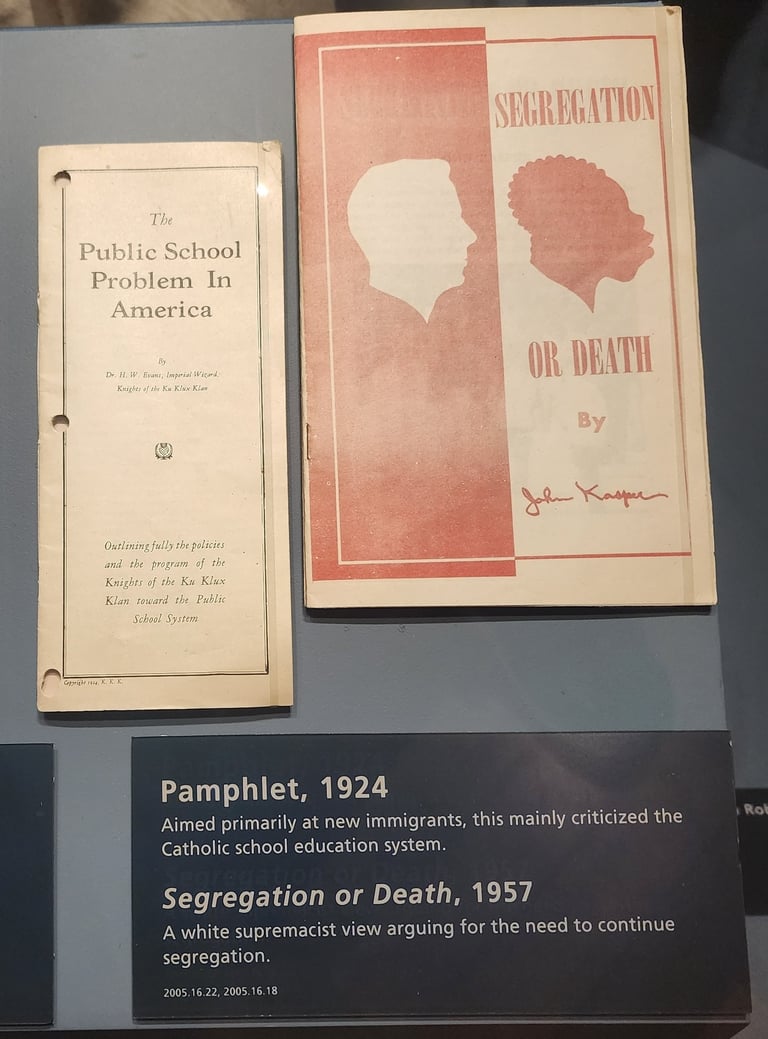 The
Public School
Problem In
America
By
Dr. H. W. Evans, Imperial Wizard,
Knights of the Ku Klux Klan
Outlining fully the policies
and the program of the
Knights of the Ku Klux
Klan toward the Public
School System
Copyright 1924, K. K. K.
SEGREGATION
OR DEATH
By
John Kasper
Pamphlet, 1924
Aimed primarily at new immigrants, this mainly criticized the
Catholic school education system.
Segregation or Death, 1957
A white supremacist view arguing for the need to continue
segregation.
2005.16.22, 2005.16.18